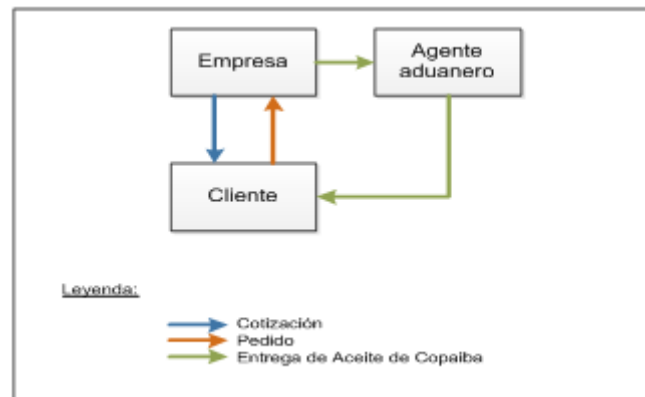 Empresa
Agente
aduanero
Cliente
Leyenda:
Cotización
Pedido
Entrega de Aceite de Copaiba